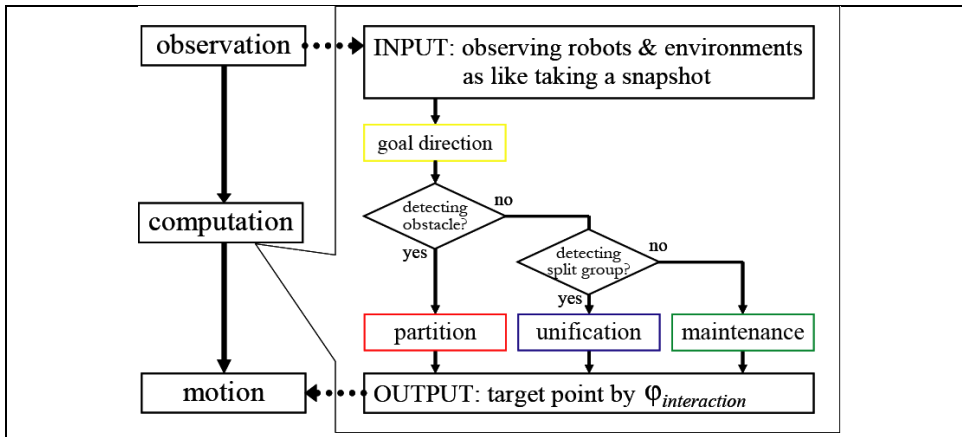 observation
INPUT: observing robots & environments
as like taking a snapshot
goal direction
detecting
obstacle?
no
yes
computation
detecting
split group?
no
yes
partition
unification
maintenance
motion
OUTPUT: target point by φinteraction